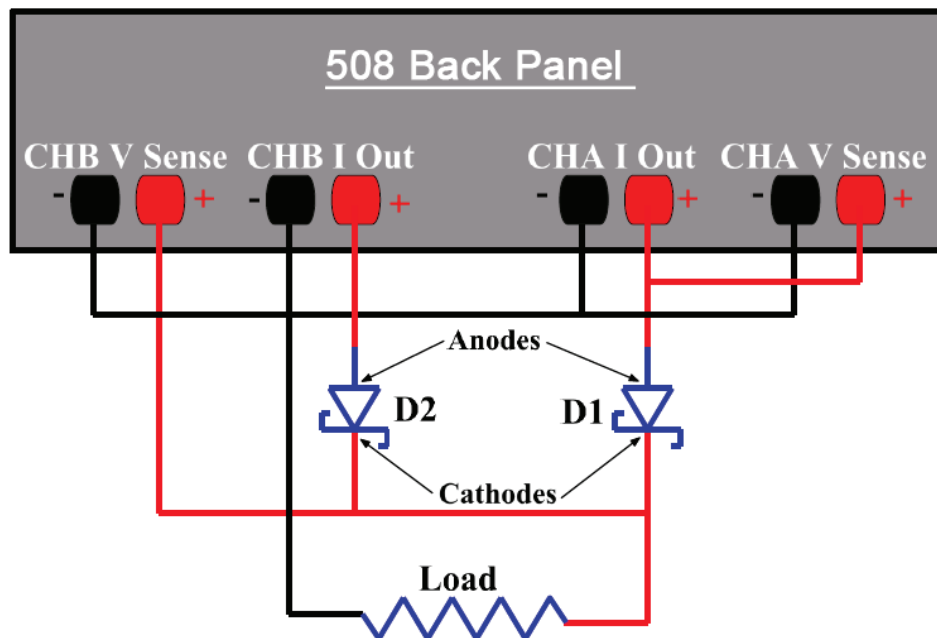 508 Back Panel
CHB V Sense CHB I Out CHA I Out CHA V Sense
- + - + - + - +
Anodes
D2 D1
Cathodes
Load